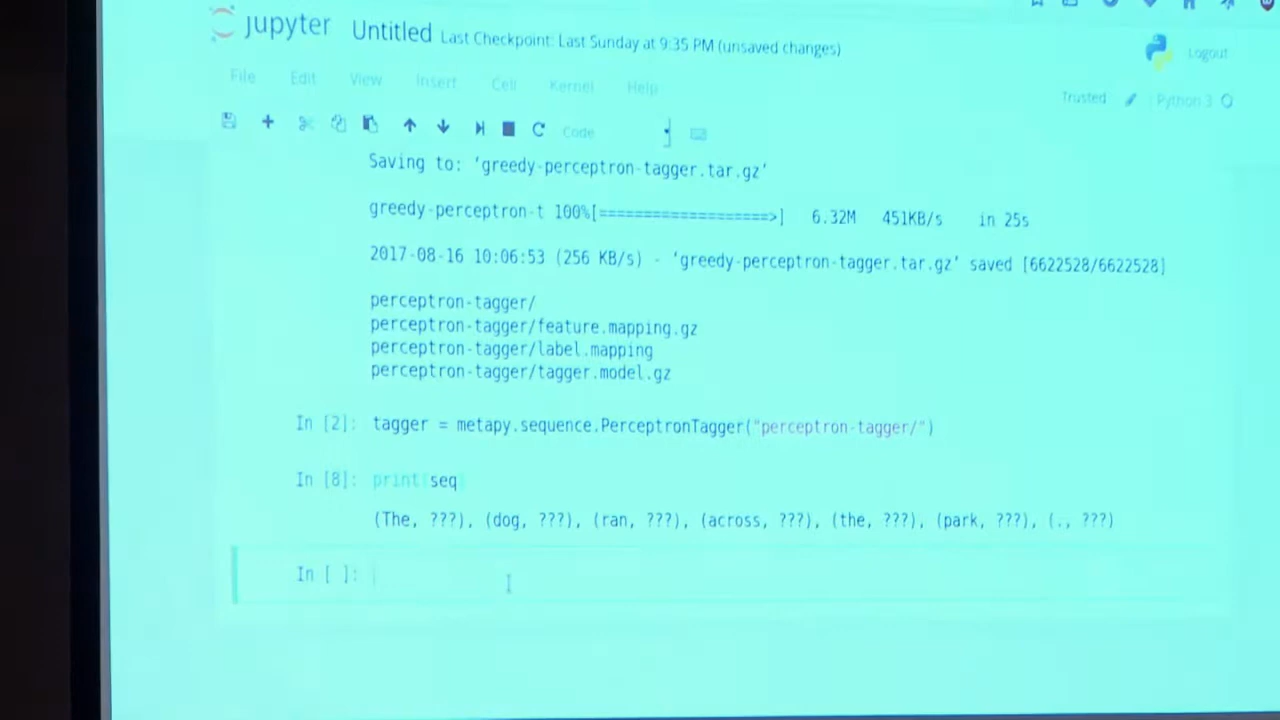 jupyter Untitled Last Checkpoint: Last Sunday at 9:35 PM (unsaved changes)
Logout
File Edit View Insert Cell Kernel Help
Trusted Python 3
Code
Saving to: ‘greedy-perceptron-tagger.tar.gz’
greedy-perceptron-t 100%[===================>] 6.32M 451KB/s in 25s
2017-08-16 10:06:53 (256 KB/s) - ‘greedy-perceptron-tagger.tar.gz’ saved [6622528/6622528]
perceptron-tagger/
perceptron-tagger/feature.mapping.gz
perceptron-tagger/label.mapping
perceptron-tagger/tagger.model.gz
In [2]: tagger = metapy.sequence.PerceptronTagger("perceptron-tagger/")
In [8]: print(seq)
(The, ???), (dog, ???), (ran, ???), (across, ???), (the, ???), (park, ???), (., ???)
In [ ]: